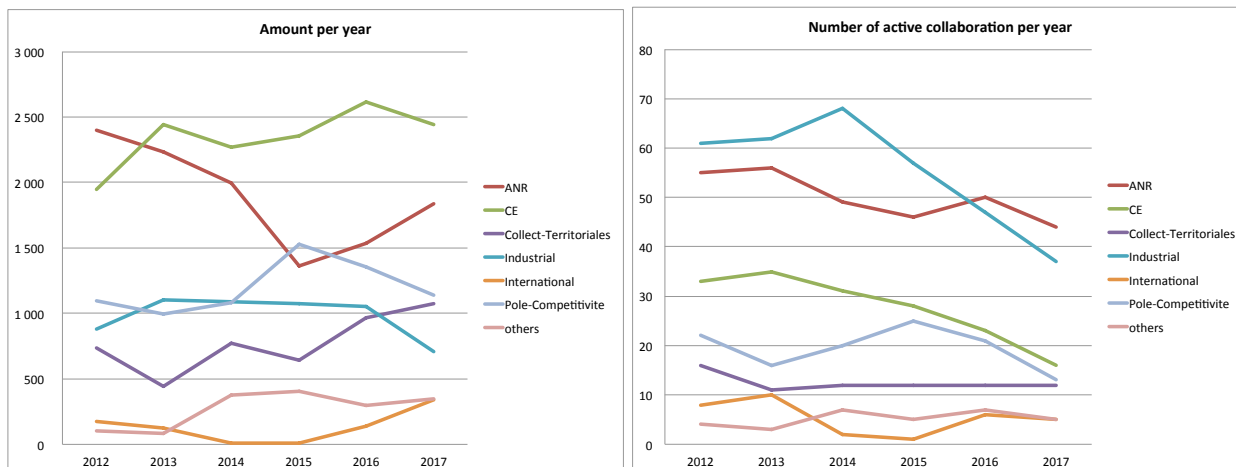 Amount per year
3 000
2 500
2 000
1 500
1 000
500
0
2012 2013 2014 2015 2016 2017
ANR
CE
Collect-Territoriales
Industrial
International
Pole-Competitivite
others
Number of active collaboration per year
80
70
60
50
40
30
20
10
0
2012 2013 2014 2015 2016 2017
ANR
CE
Collect-Territoriales
Industrial
International
Pole-Competitivite
others